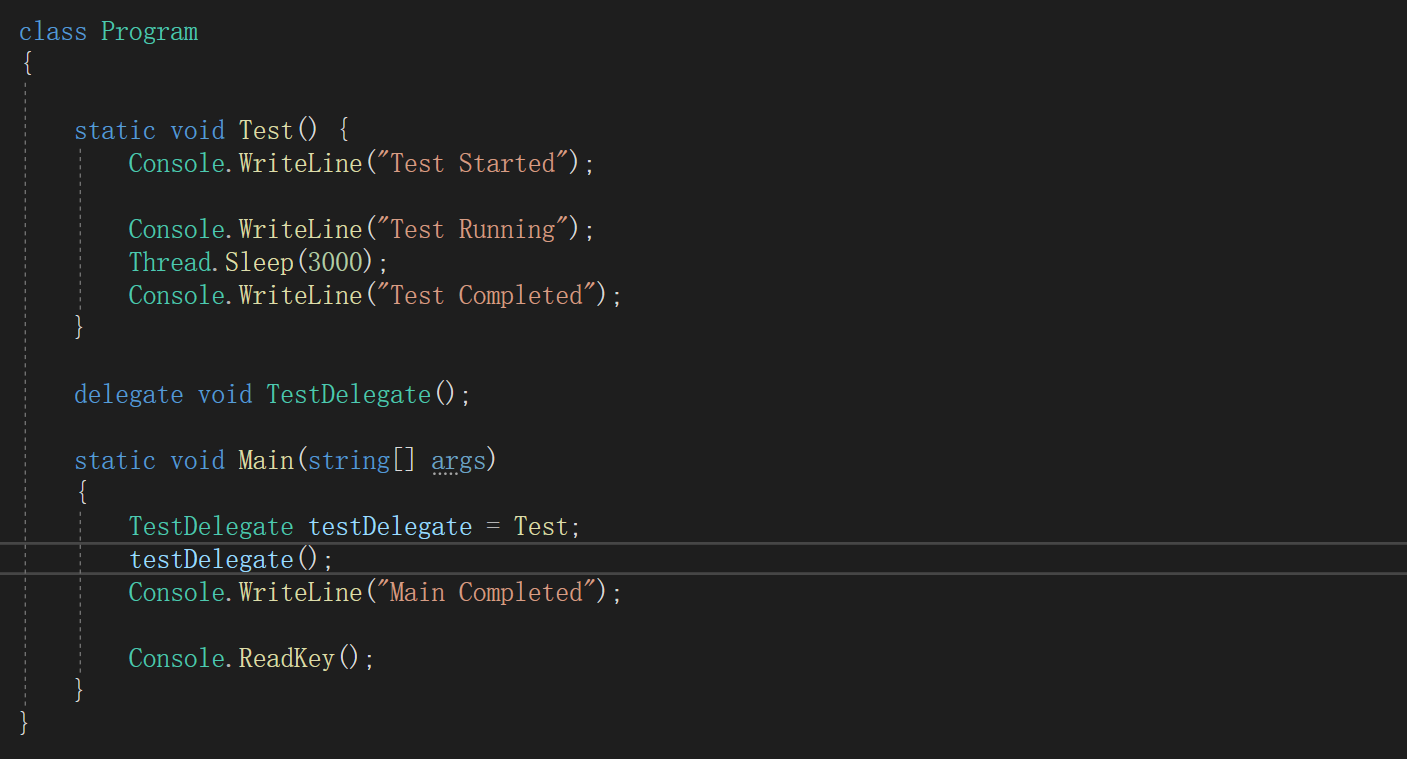 class Program
{
static void Test() {
Console.WriteLine("Test Started");
Console.WriteLine("Test Running");
Thread.Sleep(3000);
Console.WriteLine("Test Completed");
}
delegate void TestDelegate();
static void Main(string[] args)
{
TestDelegate testDelegate = Test;
testDelegate();
Console.WriteLine("Main Completed");
Console.ReadKey();
}
}